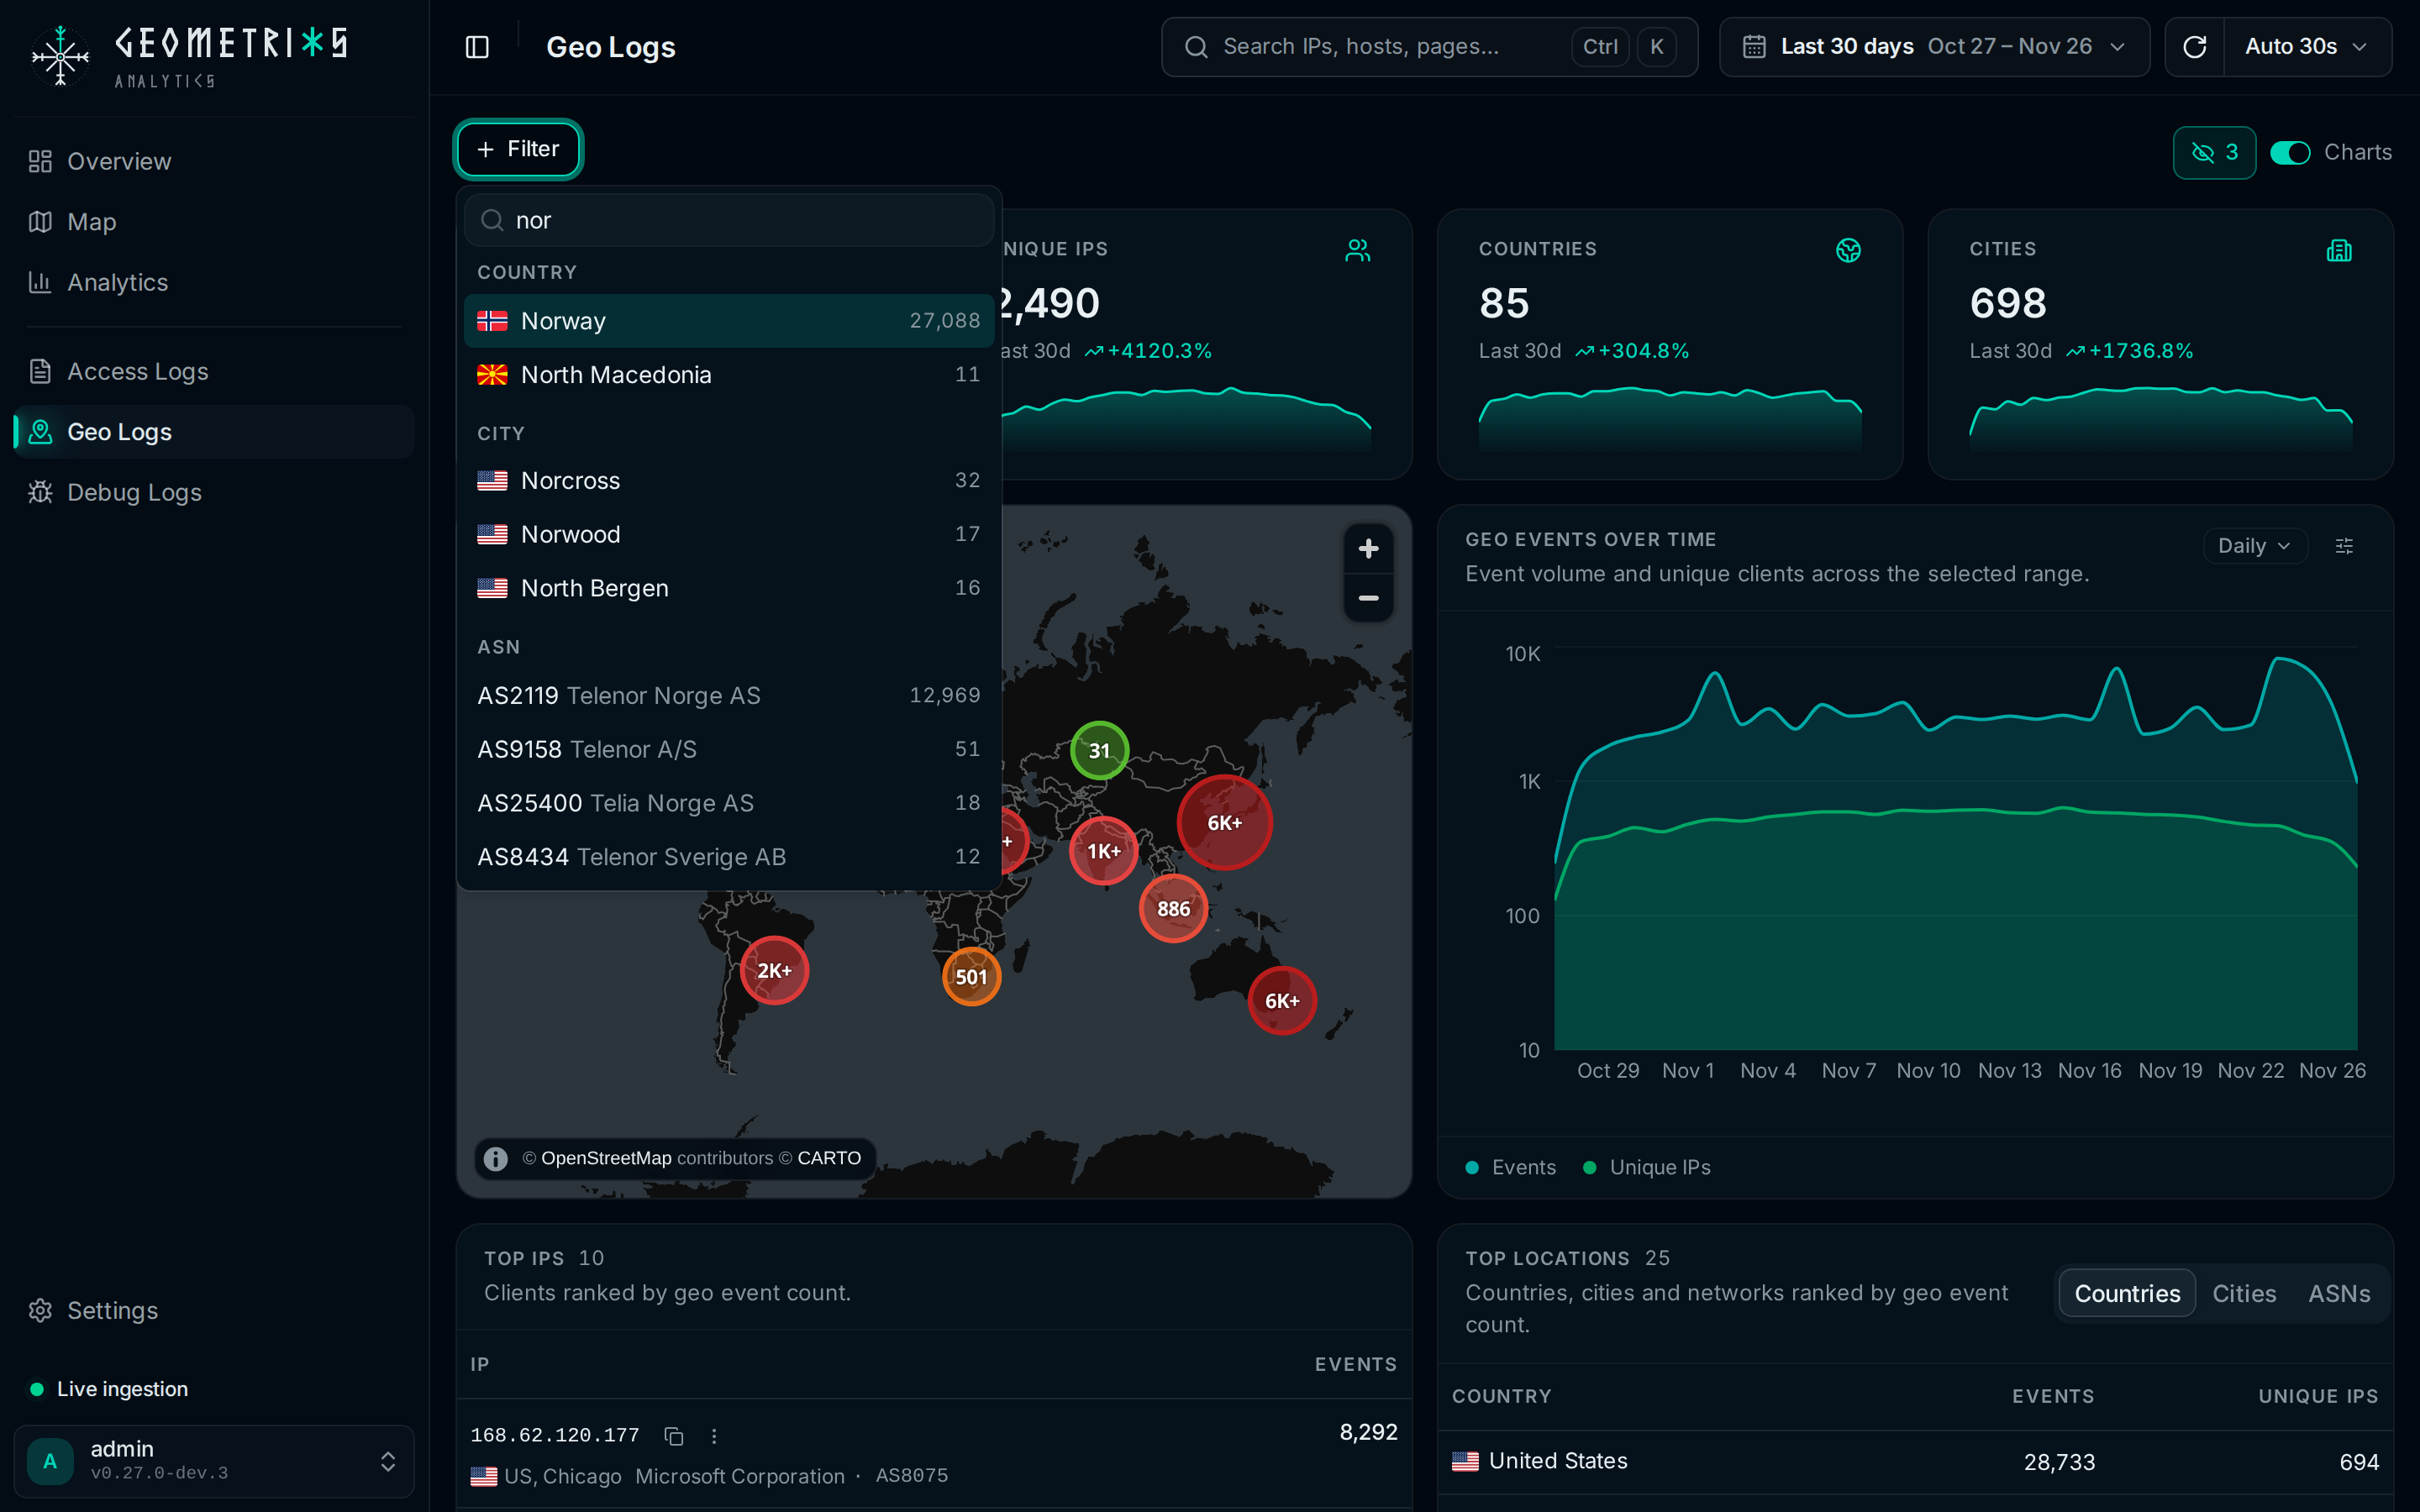 GEOMETRIKS
ANALYTICS
Overview
Map
Analytics
Access Logs
Geo Logs
Debug Logs
Settings
Live ingestion
A
admin
v0.27.0-dev.3
Geo Logs
Search IPs, hosts, pages...
Ctrl
K
Last 30 days Oct 27 – Nov 26
Auto 30s
Filter
3
Charts
nor
COUNTRY
Norway 27,088
North Macedonia 11
CITY
Norcross 32
Norwood 17
North Bergen 16
ASN
AS2119 Telenor Norge AS 12,969
AS9158 Telenor A/S 51
AS25400 Telia Norge AS 18
AS8434 Telenor Sverige AB 12
NIQUE IPS
2,490
ast 30d +4120.3%
COUNTRIES
85
Last 30d +304.8%
CITIES
698
Last 30d +1736.8%
+
−
31
6K+
+
1K+
886
2K+
501
6K+
© OpenStreetMap contributors © CARTO
GEO EVENTS OVER TIME
Event volume and unique clients across the selected range.
Daily
10K
1K
100
10
Oct 29 Nov 1 Nov 4 Nov 7 Nov 10 Nov 13 Nov 16 Nov 19 Nov 22 Nov 26
Events Unique IPs
TOP IPS 10
Clients ranked by geo event count.
IP EVENTS
168.62.120.177 8,292
US, Chicago Microsoft Corporation · AS8075
TOP LOCATIONS 25
Countries, cities and networks ranked by geo event
count.
Countries Cities ASNs
COUNTRY EVENTS UNIQUE IPS
United States 28,733 694